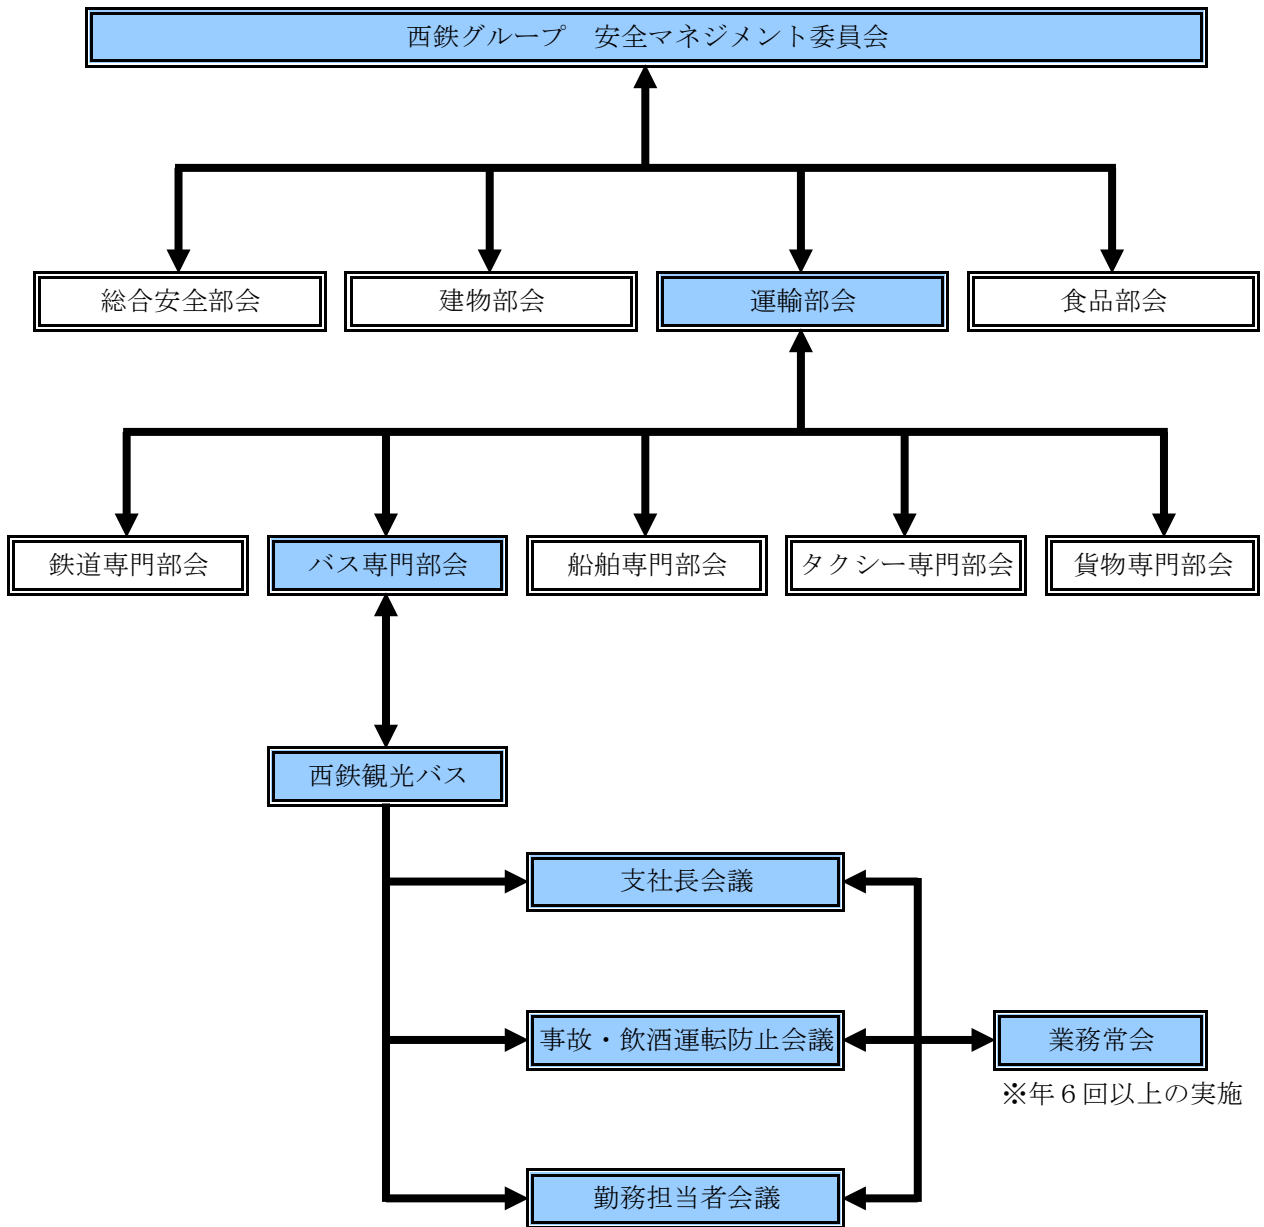 西鉄グループ　安全マネジメント委員会
総合安全部会
建物部会
運輸部会
食品部会
鉄道専門部会
バス専門部会
船舶専門部会
タクシー専門部会
貨物専門部会
西鉄観光バス
支社長会議
事故・飲酒運転防止会議
業務常会
※年６回以上の実施
勤務担当者会議